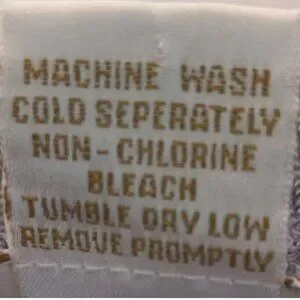 MACHINE WASH
COLD SEPERATELY
NON-CHLORINE
BLEACH
TUMBLE DRY LOW
REMOVE PROMPTLY